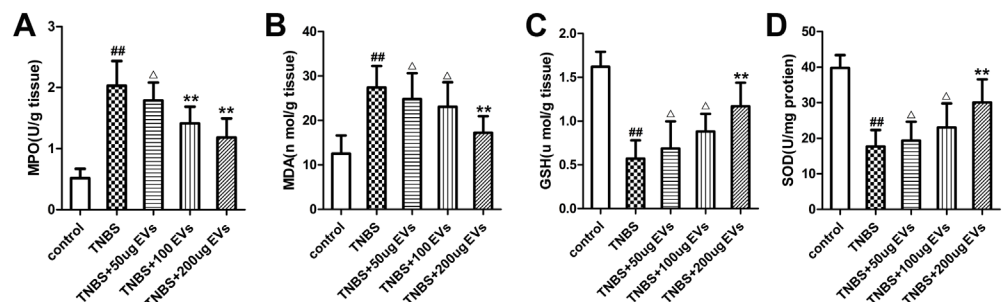 A
MPO(U/g tissue)
3
2
1
0
##
△
**
**
control
TNBS
TNBS+50ug EVs
TNBS+100 EVs
TNBS+200ug EVs
B
MDA(n mol/g tissue)
40
30
20
10
0
##
△
△
**
control
TNBS
TNBS+50ug EVs
TNBS+100 EVs
TNBS+200ug EVs
C
GSH(u mol/g tissue)
2.0
1.5
1.0
0.5
0.0
##
△
△
**
control
TNBS
TNBS+50ug EVs
TNBS+100ug EVs
TNBS+200ug EVs
D
SOD(U/mg protien)
50
40
30
20
10
0
##
△
△
**
control
TNBS
TNBS+50ug EVs
TNBS+100ug EVs
TNBS+200ug EVs